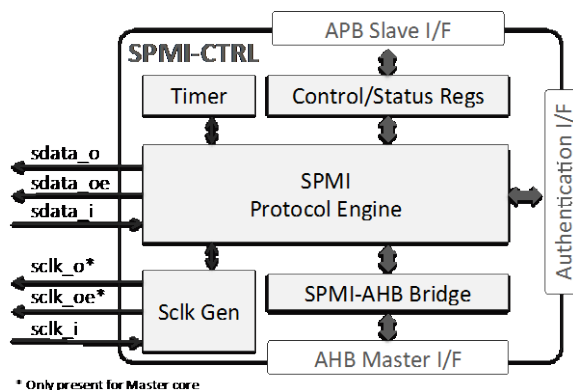 APB Slave I/F
SPMI-CTRL
Timer
Control/Status Regs
Authentication I/F
sdata_o
sdata_oe
sdata_i
SPMI
Protocol Engine
sclk_o*
sclk_oe*
sclk_i
Sclk Gen
SPMI-AHB Bridge
AHB Master I/F
* Only present for Master core